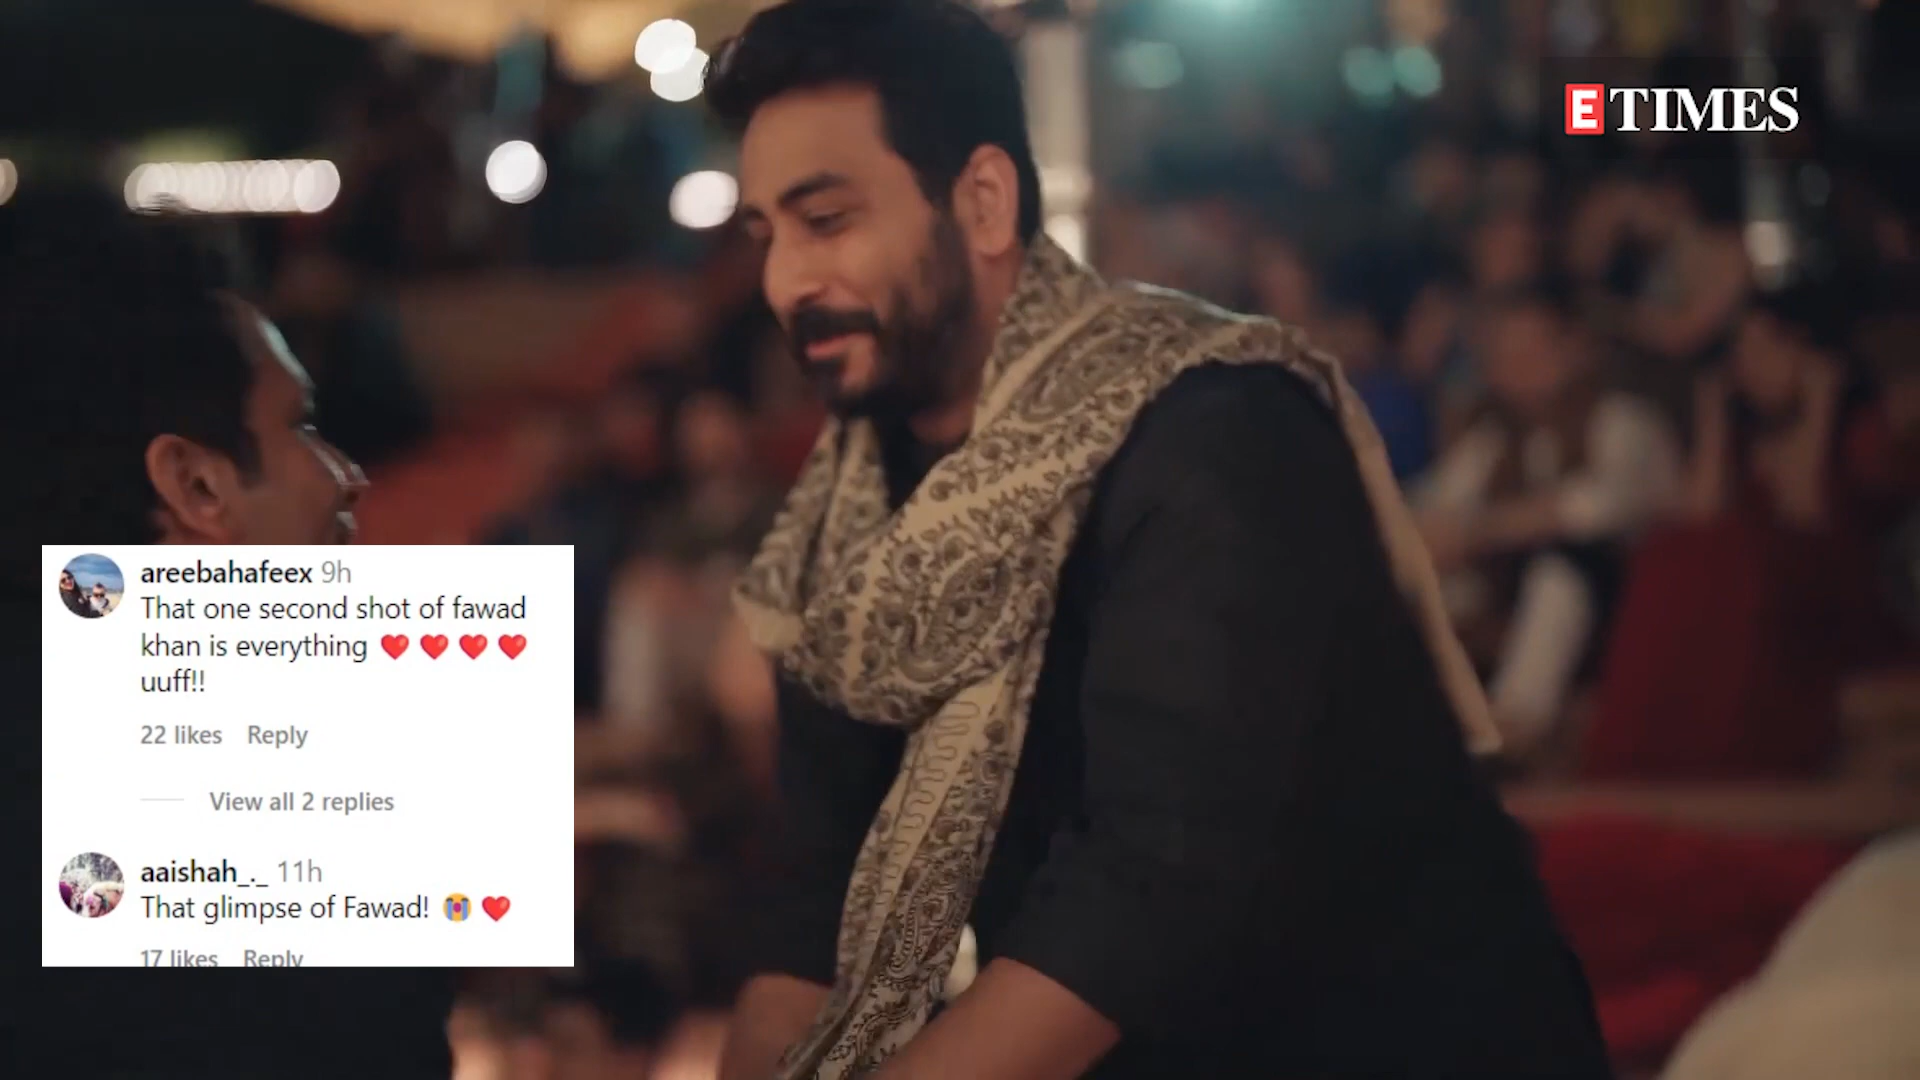 ETIMES
areebahafeex 9h
That one second shot of fawad
khan is everything ❤️ ❤️ ❤️ ❤️
uuff!!
22 likes Reply
View all 2 replies
aaishah_._ 11h
That glimpse of Fawad! 😭 ❤️
17 likes Reply